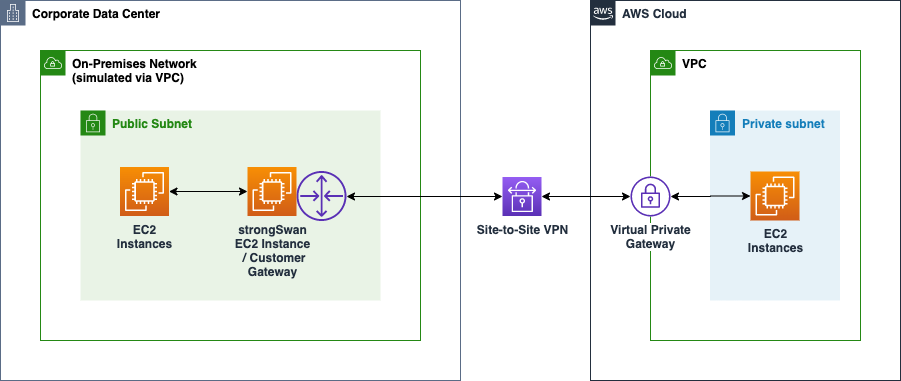 Corporate Data Center
On-Premises Network
(simulated via VPC)
Public Subnet
EC2
Instances
strongSwan
EC2 Instance
/ Customer
Gateway
Site-to-Site VPN
aws
AWS Cloud
VPC
Private subnet
Virtual Private
Gateway
EC2
Instances